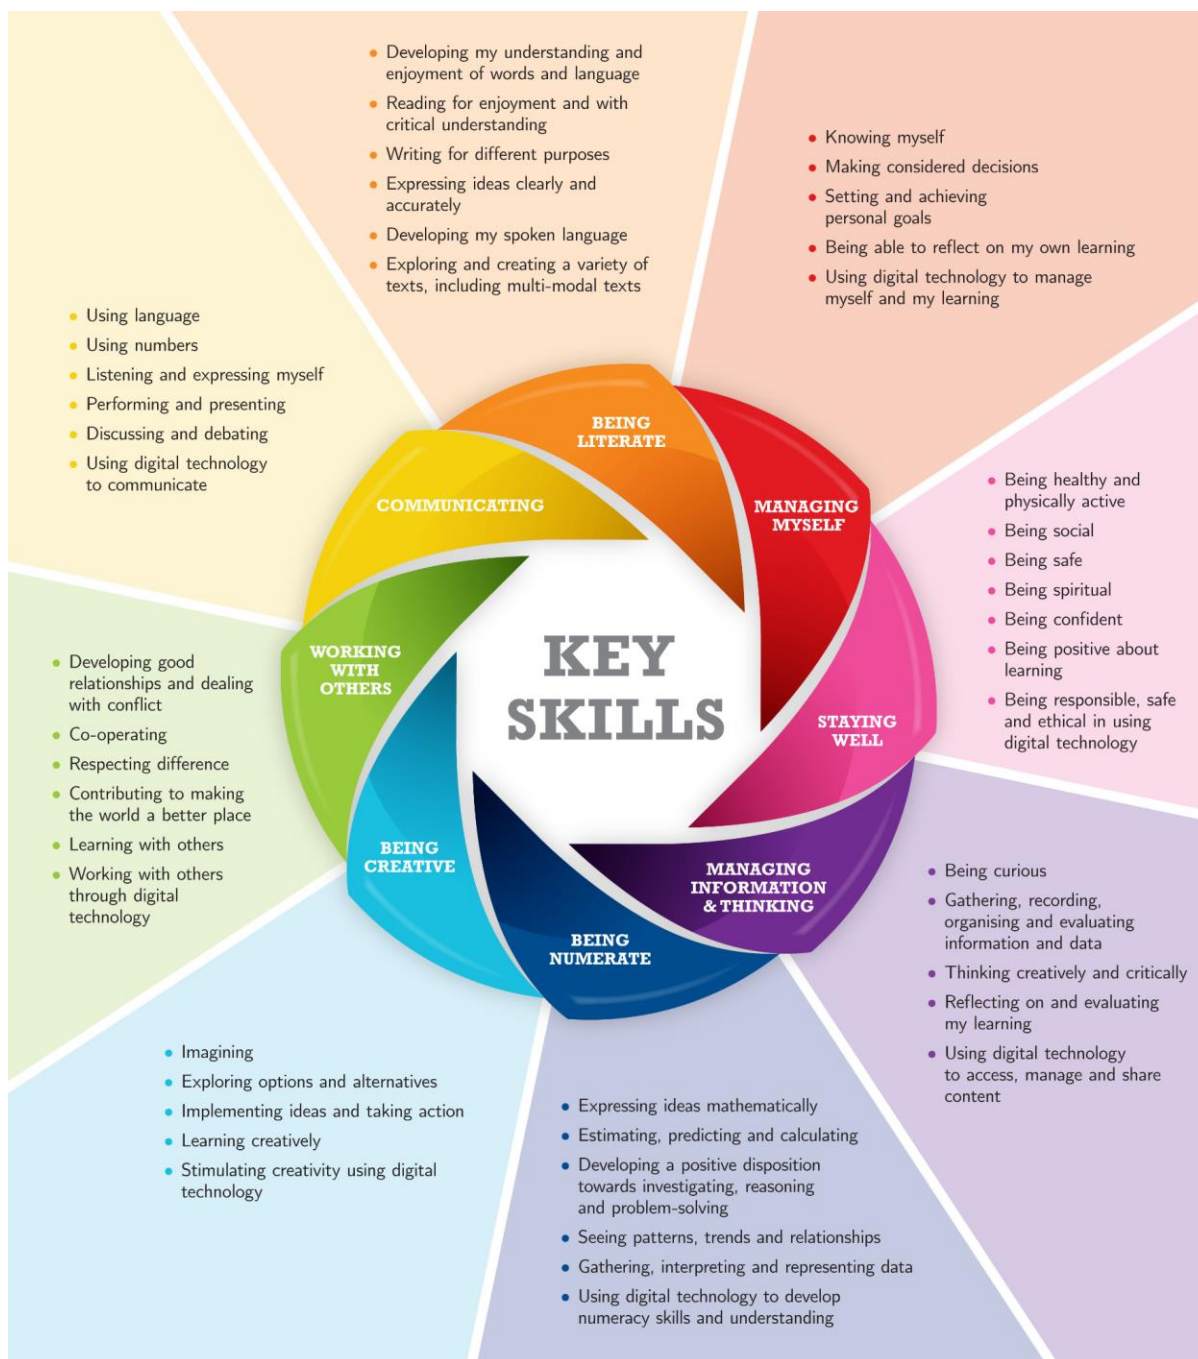 • Developing my understanding and
enjoyment of words and language
• Reading for enjoyment and with
critical understanding
• Writing for different purposes
• Expressing ideas clearly and
accurately
• Developing my spoken language
• Exploring and creating a variety of
texts, including multi-modal texts
• Knowing myself
• Making considered decisions
• Setting and achieving
personal goals
• Being able to reflect on my own learning
• Using digital technology to manage
myself and my learning
• Using language
• Using numbers
• Listening and expressing myself
• Performing and presenting
• Discussing and debating
• Using digital technology
to communicate
BEING
LITERATE
COMMUNICATING
MANAGING
MYSELF
• Being healthy and
physically active
• Being social
• Being safe
• Being spiritual
• Being confident
• Being positive about
learning
• Being responsible, safe
and ethical in using
digital technology
KEY
SKILLS
WORKING
WITH
OTHERS
STAYING
WELL
• Developing good
relationships and dealing
with conflict
• Co-operating
• Respecting difference
• Contributing to making
the world a better place
• Learning with others
• Working with others
through digital
technology
BEING
CREATIVE
MANAGING
INFORMATION
& THINKING
BEING
NUMERATE
• Being curious
• Gathering, recording,
organising and evaluating
information and data
• Thinking creatively and critically
• Reflecting on and evaluating
my learning
• Using digital technology
to access, manage and share
content
• Imagining
• Exploring options and alternatives
• Implementing ideas and taking action
• Learning creatively
• Stimulating creativity using digital
technology
• Expressing ideas mathematically
• Estimating, predicting and calculating
• Developing a positive disposition
towards investigating, reasoning
and problem-solving
• Seeing patterns, trends and relationships
• Gathering, interpreting and representing data
• Using digital technology to develop
numeracy skills and understanding